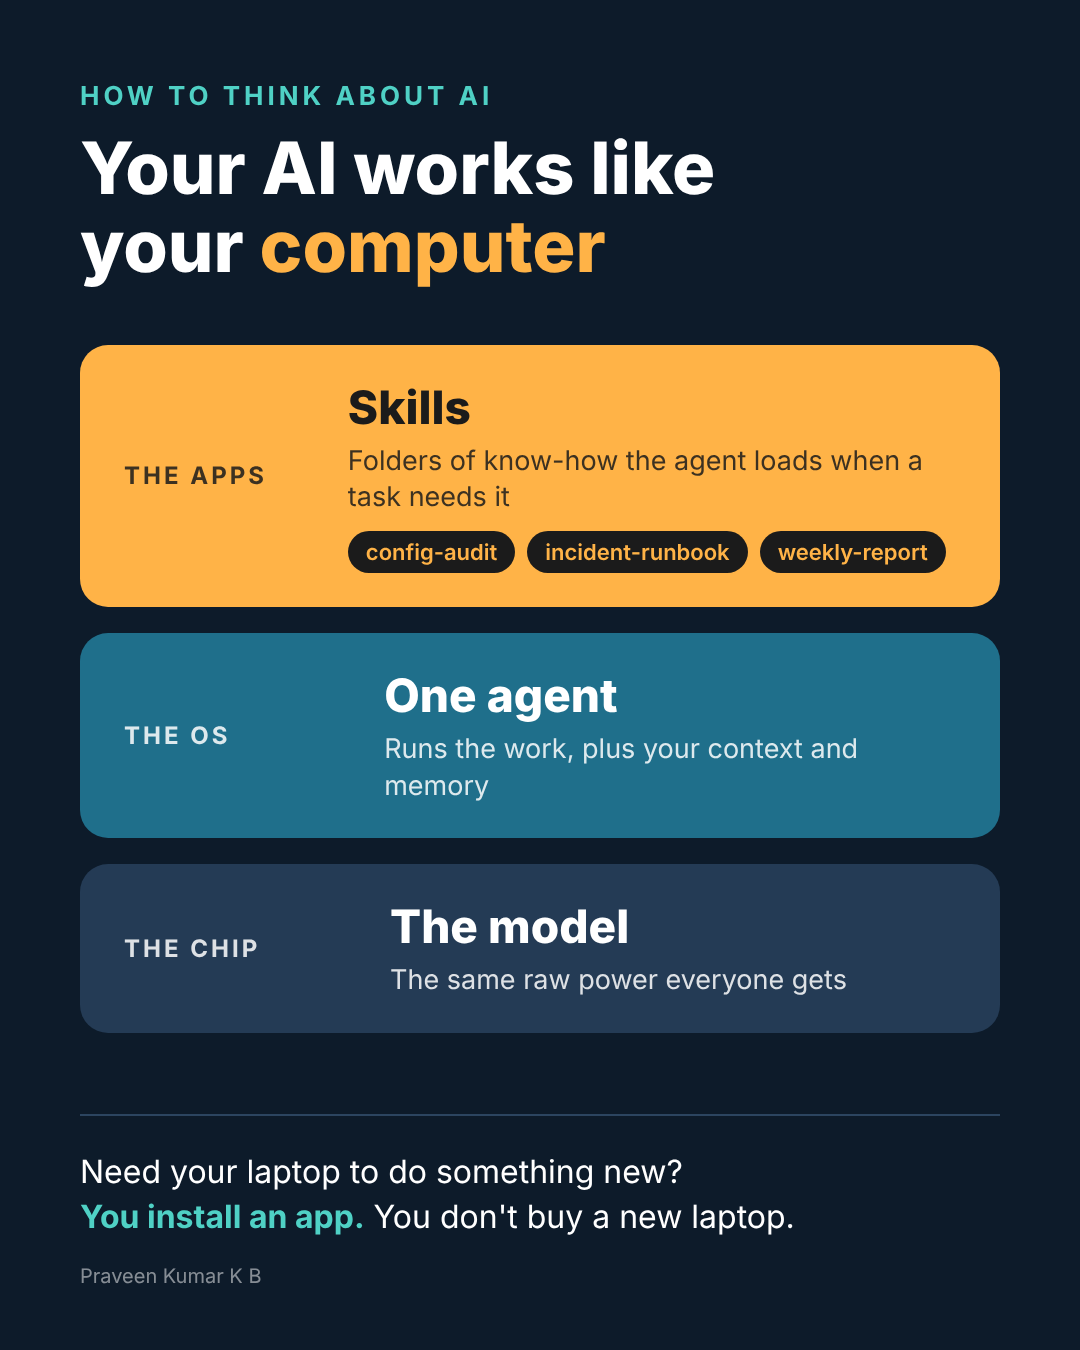 HOW TO THINK ABOUT AI
Your AI works like
your computer
THE APPS
Skills
Folders of know-how the agent loads when a
task needs it
config-audit incident-runbook weekly-report
THE OS
One agent
Runs the work, plus your context and
memory
THE CHIP
The model
The same raw power everyone gets
Need your laptop to do something new?
You install an app. You don't buy a new laptop.
Praveen Kumar K B